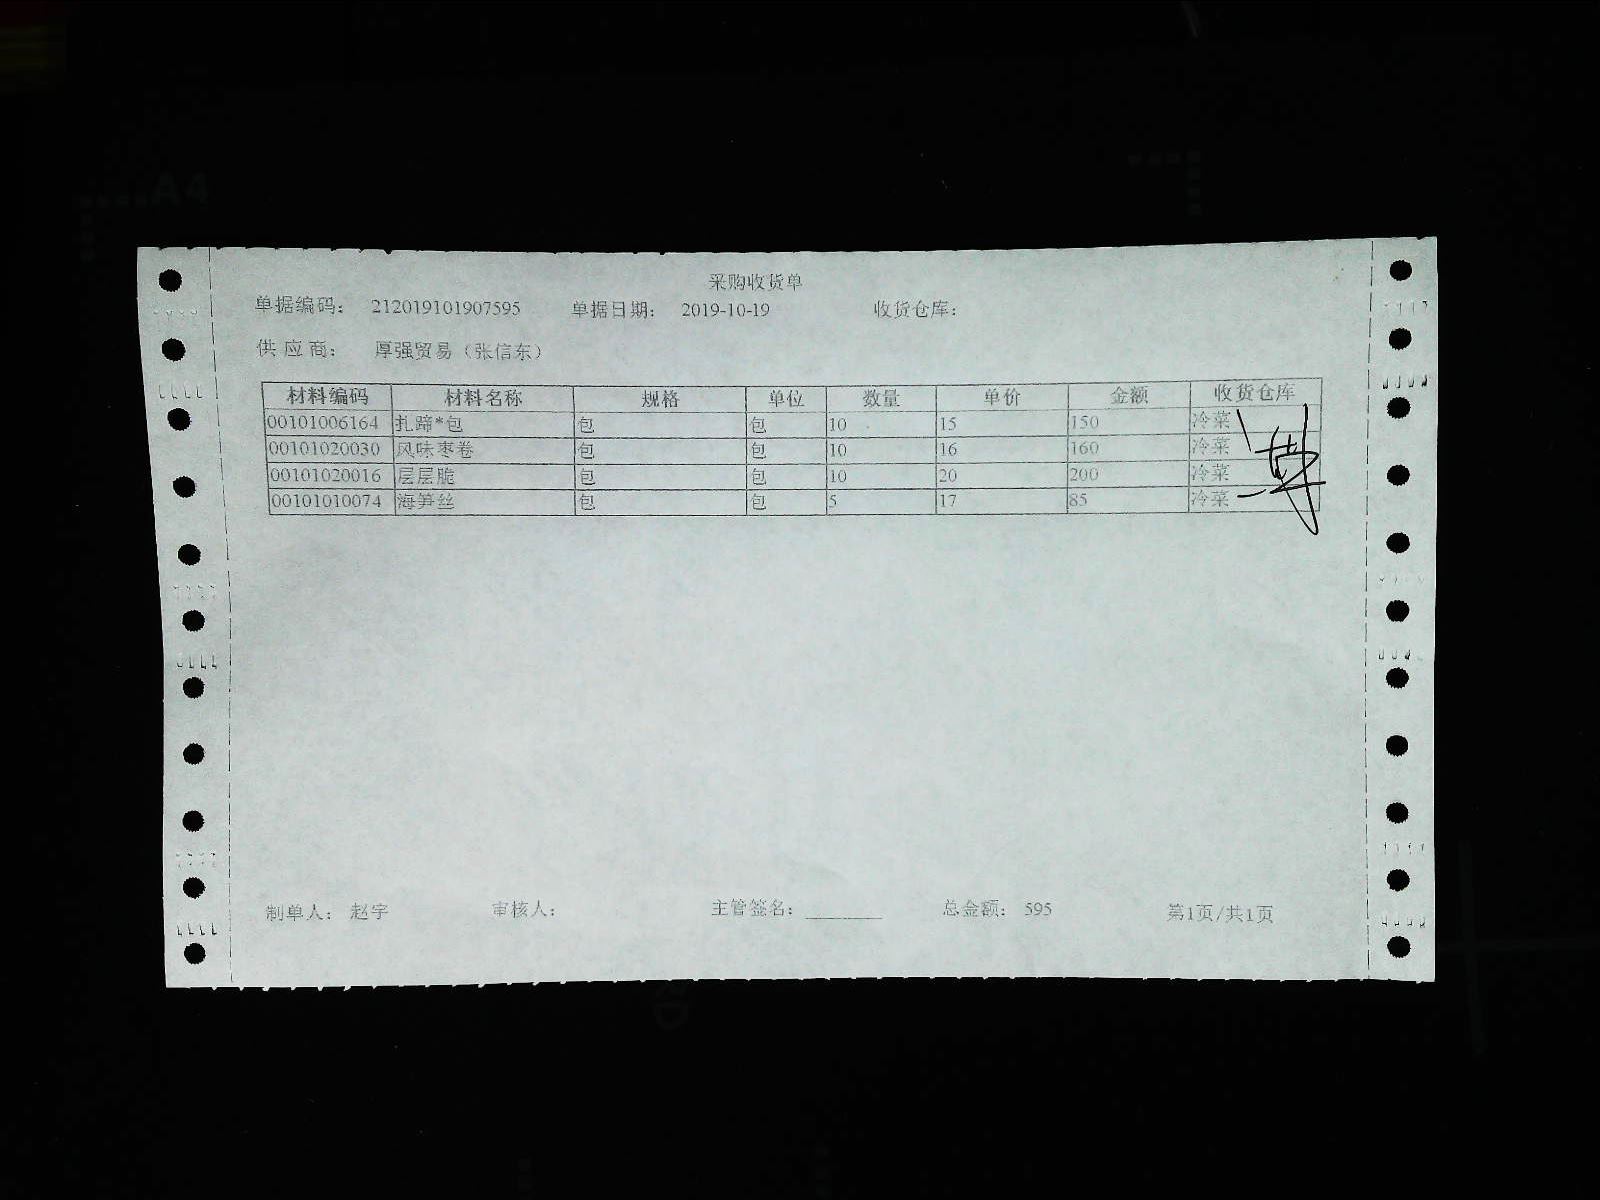 采购收货单
单据编码： 212019101907595 单据日期： 2019-10-19 收货仓库：
供 应 商： 厚强贸易（张信东）
材料编码 材料名称 规格 单位 数量 单价 金额 收货仓库
00101006164 扎蹄*包 包 包 10 15 150 冷菜
00101020030 风味枣卷 包 包 10 16 160 冷菜
00101020016 层层脆 包 包 10 20 200 冷菜
00101010074 海笋丝 包 包 5 17 85 冷菜
制单人： 赵宇 审核人： 主管签名：________ 总金额： 595 第1页/共1页
A4